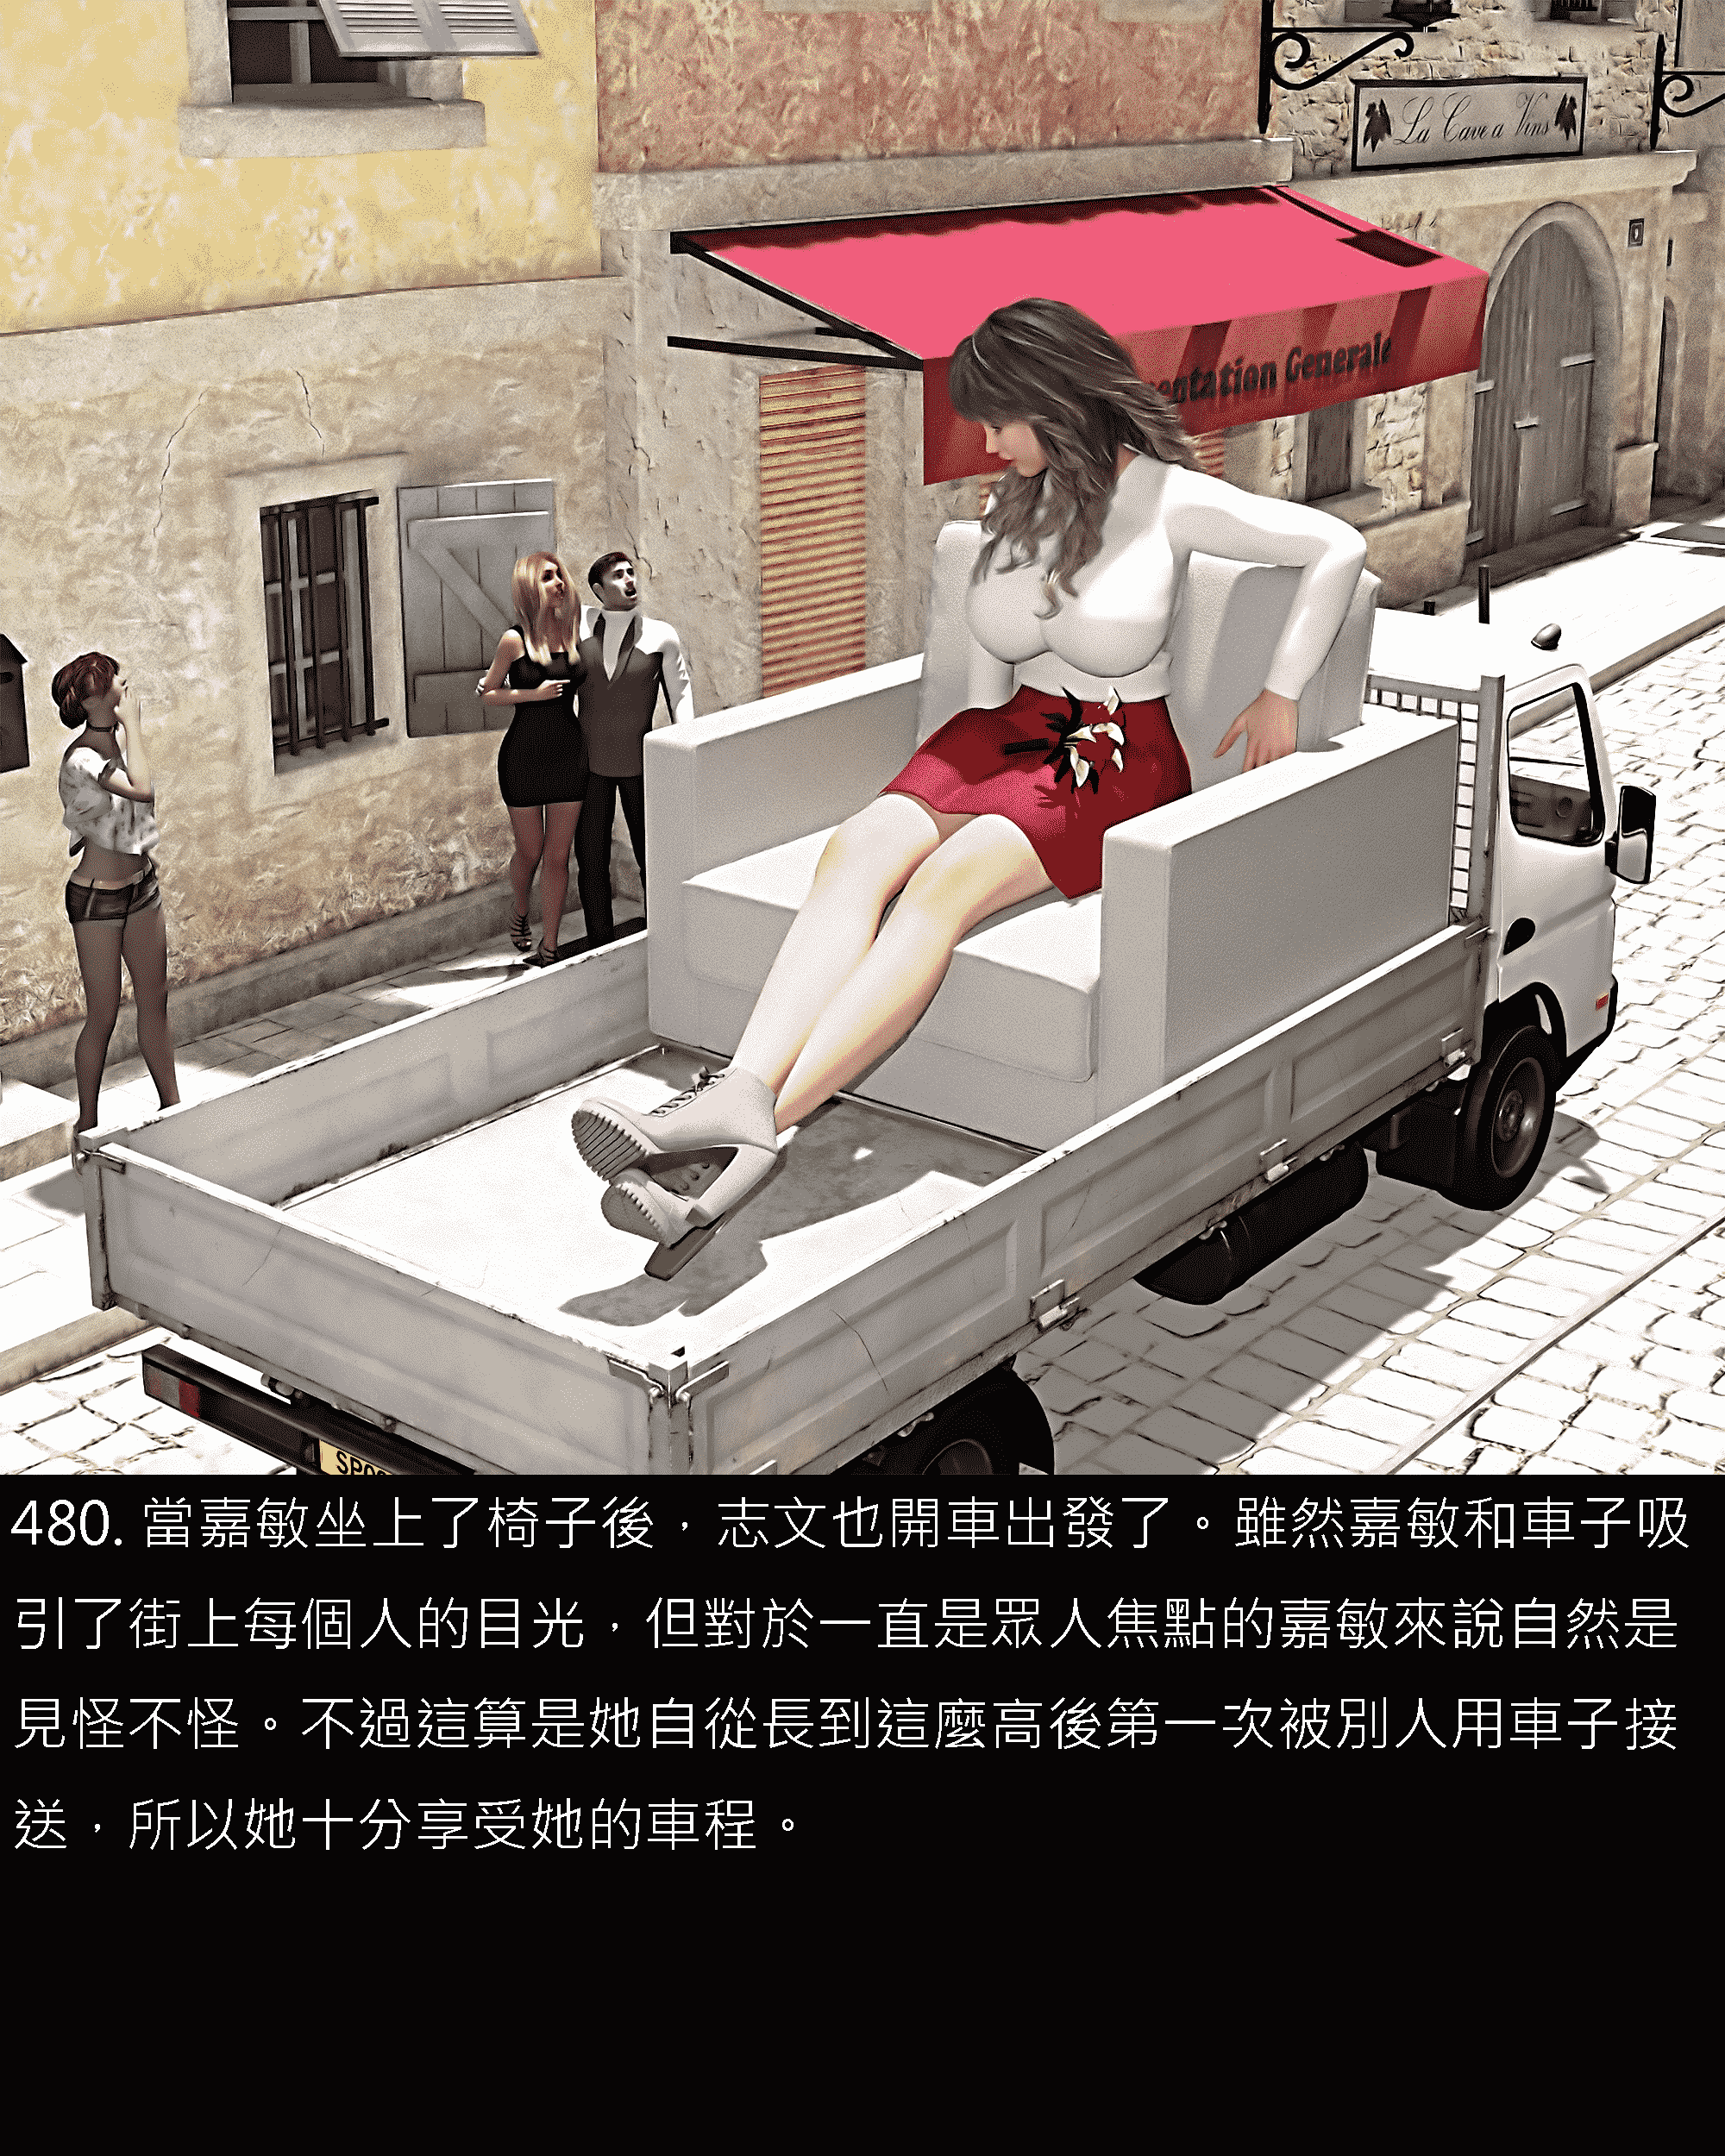 La Cave a Vins
entation Generale
SPO
480. 當嘉敏坐上了椅子後，志文也開車出發了。雖然嘉敏和車子吸
引了街上每個人的目光，但對於一直是眾人焦點的嘉敏來說自然是
見怪不怪。不過這算是她自從長到這麼高後第一次被別人用車子接
送，所以她十分享受她的車程。